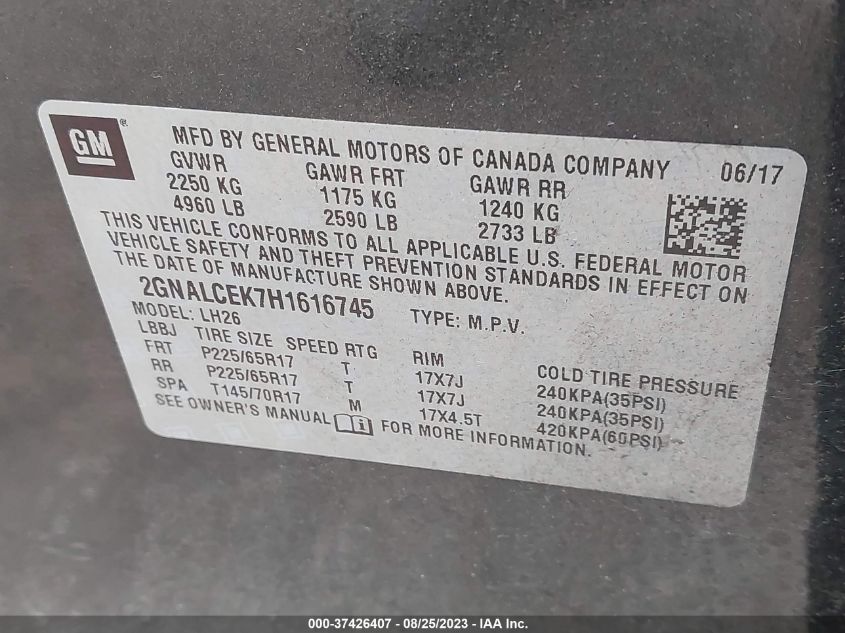 GM ®
MFD BY GENERAL MOTORS OF CANADA COMPANY 06/17
GVWR GAWR FRT GAWR RR
2250 KG 1175 KG 1240 KG
4960 LB 2590 LB 2733 LB
THIS VEHICLE CONFORMS TO ALL APPLICABLE U.S. FEDERAL MOTOR
VEHICLE SAFETY AND THEFT PREVENTION STANDARDS IN EFFECT ON
THE DATE OF MANUFACTURE SHOWN ABOVE.
2GNALCEK7H1616745 TYPE: M.P.V.
MODEL: LH26
LBBJ TIRE SIZE SPEED RTG RIM COLD TIRE PRESSURE
FRT P225/65R17 T 17X7J 240KPA(35PSI)
RR P225/65R17 T 17X7J 240KPA(35PSI)
SPA T145/70R17 M 17X4.5T 420KPA(60PSI)
SEE OWNER'S MANUAL FOR MORE INFORMATION.
000-37426407 - 08/25/2023 - IAA Inc.